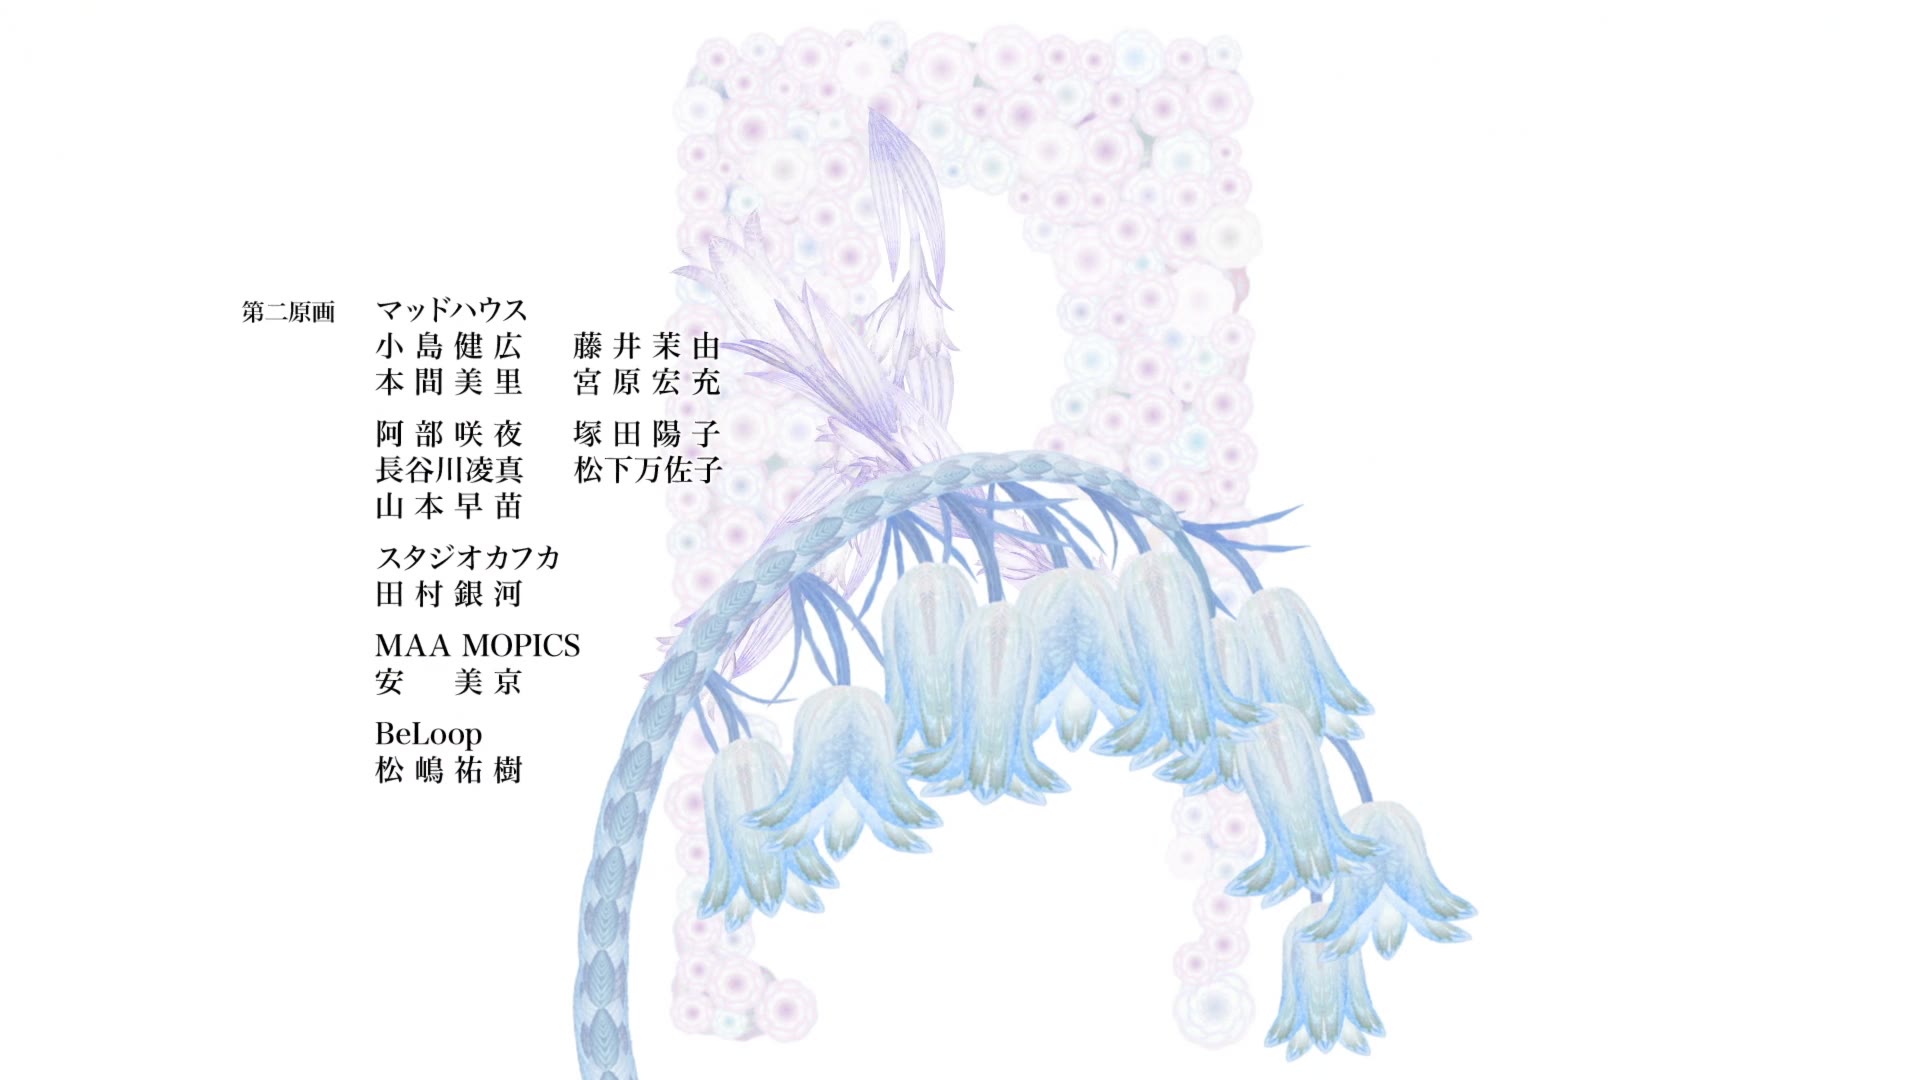 第二原画 マッドハウス
小島健広 藤井茉由
本間美里 宮原宏充
阿部咲夜 塚田陽子
長谷川凌真 松下万佐子
山本早苗
スタジオカフカ
田村銀河
MAA MOPICS
安 美京
BeLoop
松嶋祐樹